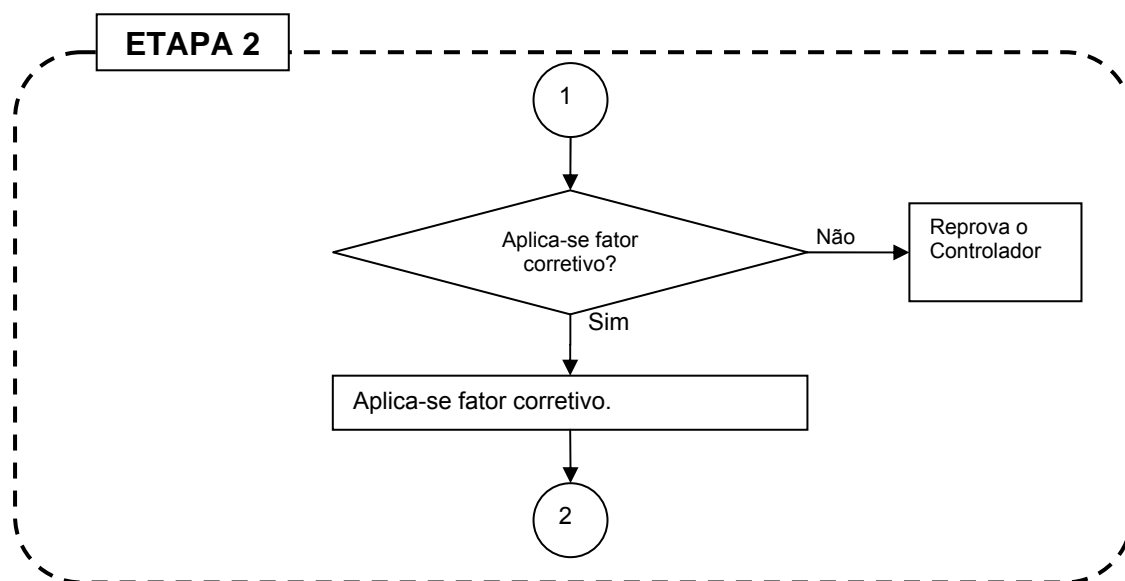 ETAPA 2
1
Aplica-se fator
corretivo?
Não
Reprova o
Controlador
Sim
Aplica-se fator corretivo.
2